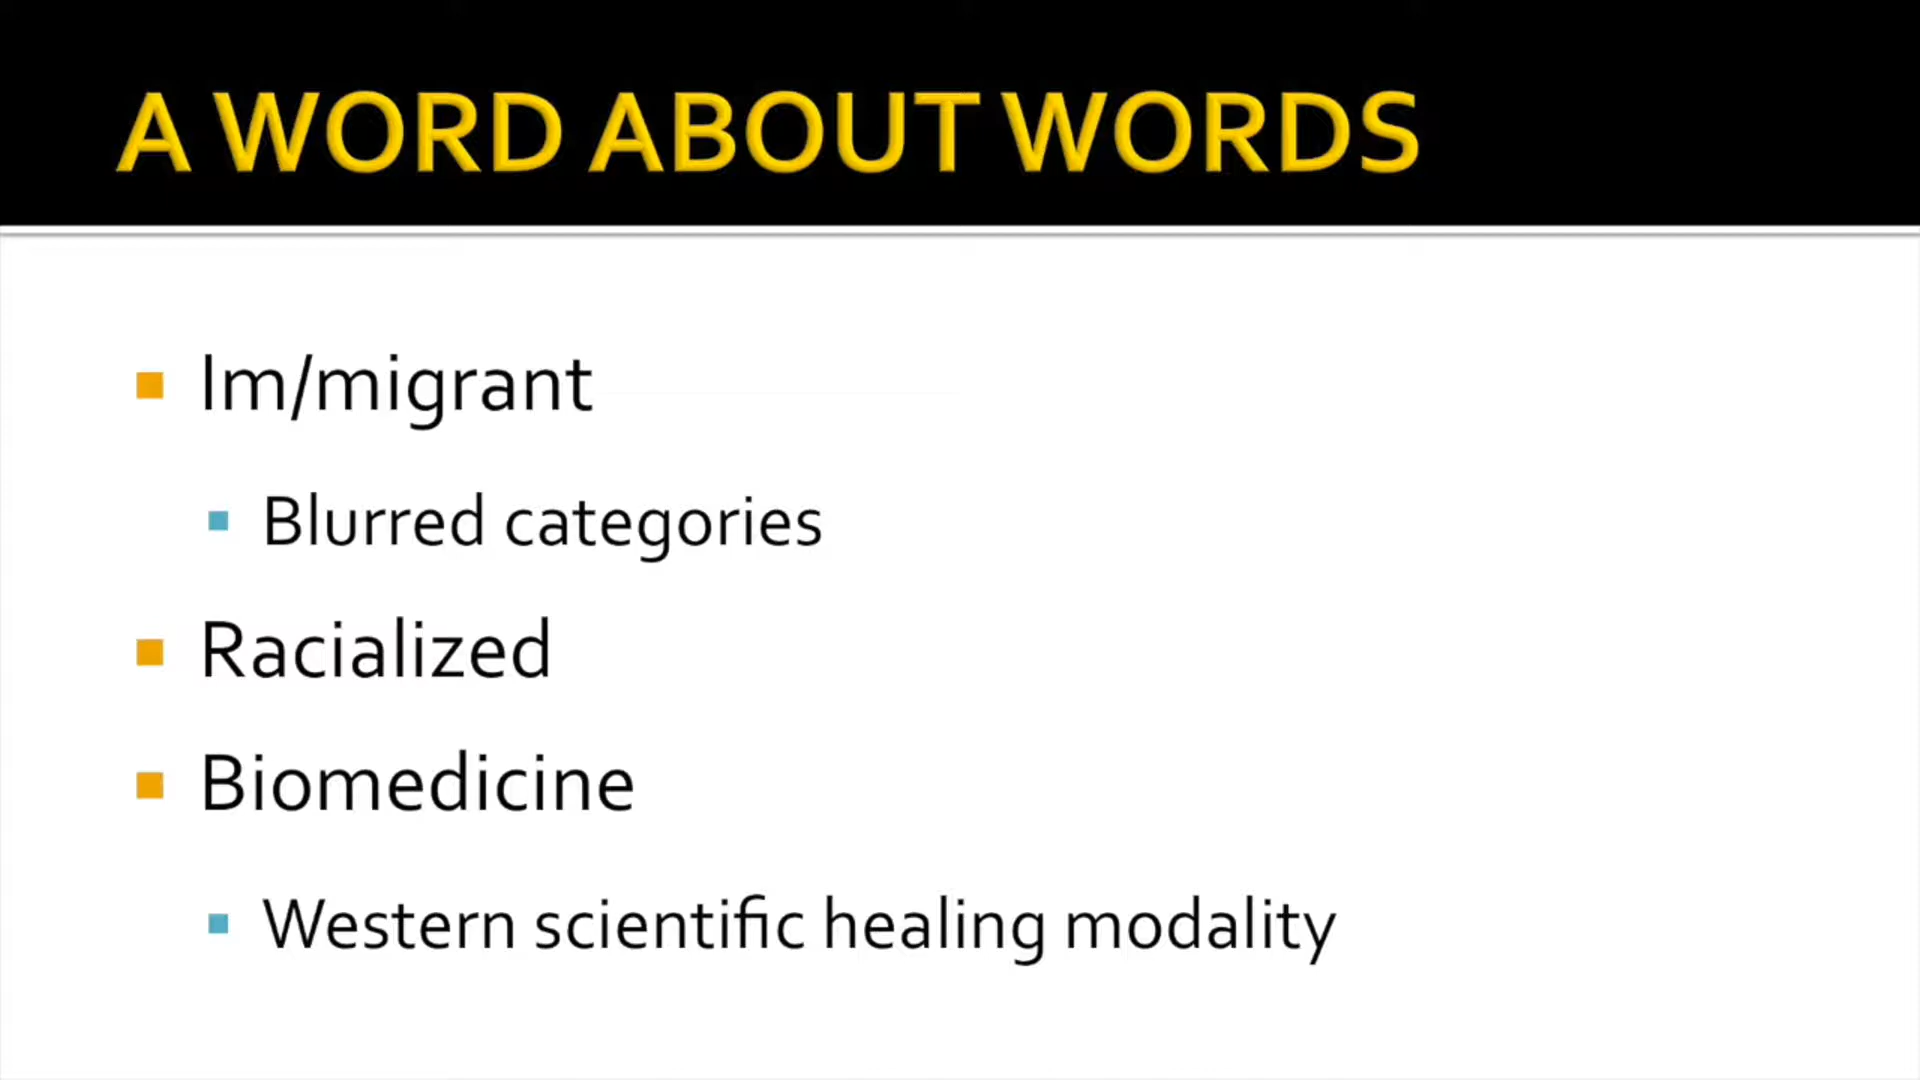 A WORD ABOUT WORDS
Im/migrant
Blurred categories
Racialized
Biomedicine
Western scientific healing modality